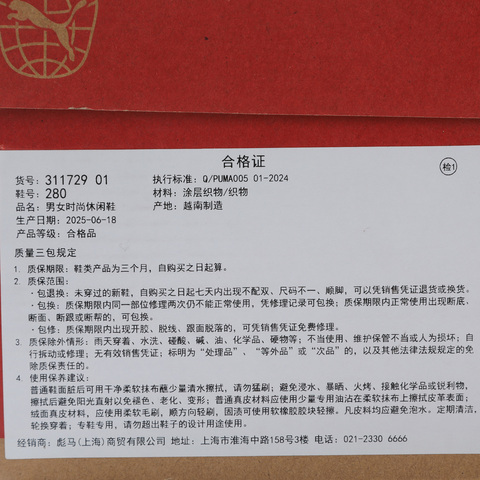 合格证
检1
货号: 311729 01
执行标准: Q/PUMA005 01-2024
鞋号: 280
材料: 涂层织物/织物
品名: 男女时尚休闲鞋
产地: 越南制造
生产日期: 2025-06-18
产品等级: 合格品
质量三包规定
1. 质保期限: 鞋类产品为三个月，自购买之日起算。
2. 质保范围:
·包退换: 未穿过的新鞋，自购买之日起七天内出现不配双、尺码不一、顺脚，可以凭销售凭证退货或换货。
·包换: 质保期限内同一部位修理两次仍不能正常使用，凭修理记录可包换; 质保期限内正常使用出现断底、
断面、断跟或断帮的，可包换。
·包修: 质保期限内出现开胶、脱线、跟面脱落的，可凭销售凭证免费修理。
3. 质保除外情形: 雨天穿着、水洗、碰酸、碱、油、化学品、硬物等; 不当使用、维护保管不当或人为损坏; 自
行拆动或修理; 无有效销售凭证; 标明为“处理品”、“等外品”或“次品”的，以及其他法律法规规定的免
除质保责任的。
4. 使用保养建议:
普通鞋面脏后可用干净柔软抹布蘸少量清水擦拭，请勿猛刷; 避免浸水、暴晒、火烤、接触化学品或锐利物，
擦拭后避免阳光直射以免褪色、老化、变形; 普通真皮材料应使用少量专用油沾在柔软抹布上擦拭皮革表面;
绒面真皮材料，应使用柔软毛刷，顺方向轻刷，固渍可使用软橡胶胶块轻擦。凡皮料均应避免泡水。定期清洁，
轮换穿着; 专鞋专用，请勿超出鞋子的设计用途使用。
经销商: 彪马(上海)商贸有限公司 地址: 上海市淮海中路158号3楼 电话: 021-2330 6666